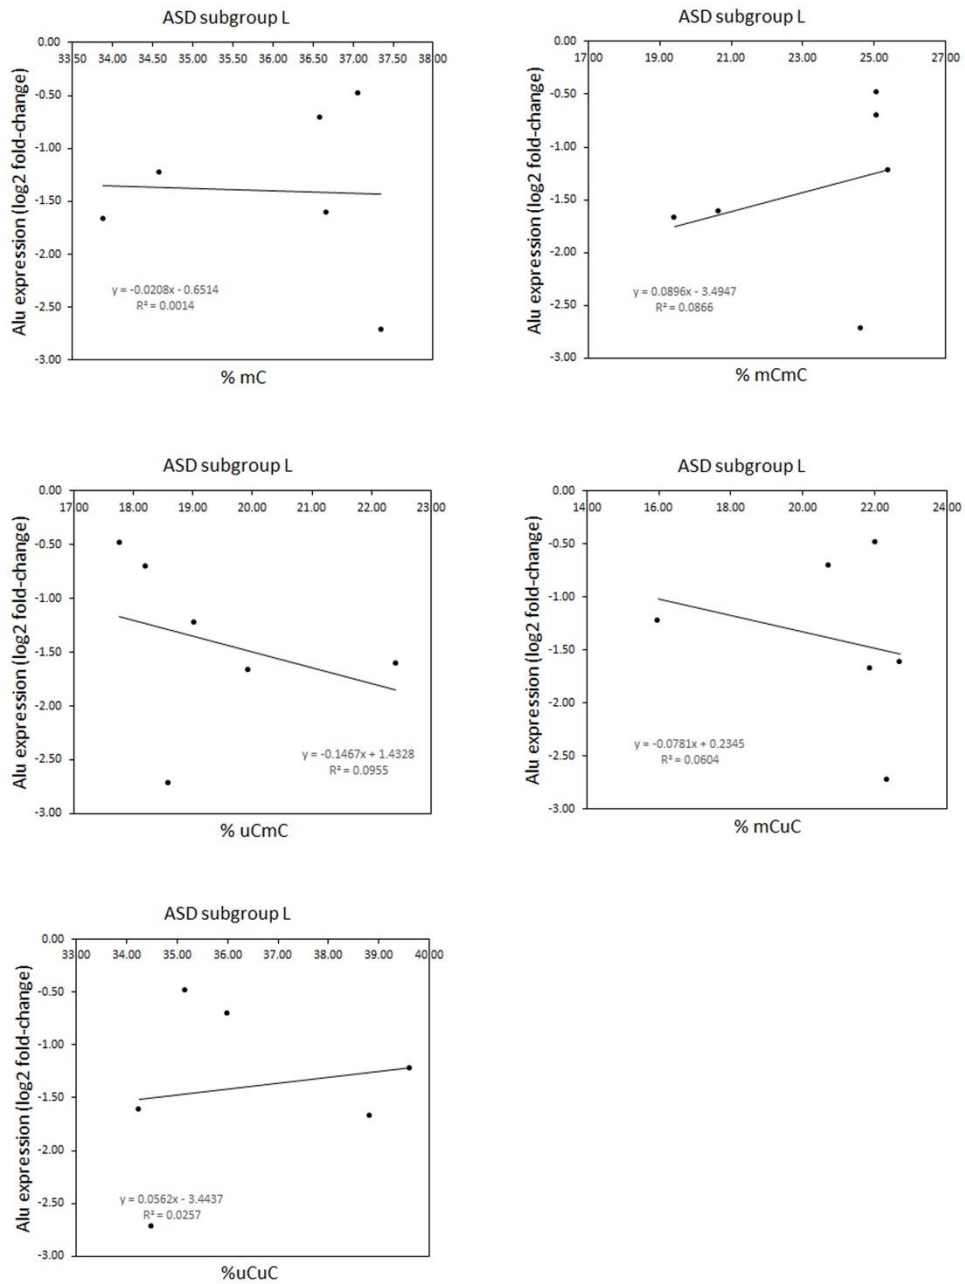 ASD subgroup L
0.00
33.50 34.00 34.50 35.00 35.50 36.00 36.50 37.00 37.50 38.00
-0.50
-1.00
-1.50
-2.00
-2.50
-3.00
Alu expression (log2 fold-change)
y = -0.0208x - 0.6514
R² = 0.0014
% mC
ASD subgroup L
0.00
17.00 19.00 21.00 23.00 25.00 27.00
-0.50
-1.00
-1.50
-2.00
-2.50
-3.00
Alu expression (log2 fold-change)
y = 0.0896x - 3.4947
R² = 0.0866
% mCmC
ASD subgroup L
0.00
17.00 18.00 19.00 20.00 21.00 22.00 23.00
-0.50
-1.00
-1.50
-2.00
-2.50
-3.00
Alu expression (log2 fold-change)
y = -0.1467x + 1.4328
R² = 0.0955
% uCmC
ASD subgroup L
0.00
14.00 16.00 18.00 20.00 22.00 24.00
-0.50
-1.00
-1.50
-2.00
-2.50
-3.00
Alu expression (log2 fold-change)
y = -0.0781x + 0.2345
R² = 0.0604
% mCuC
ASD subgroup L
0.00
33.00 34.00 35.00 36.00 37.00 38.00 39.00 40.00
-0.50
-1.00
-1.50
-2.00
-2.50
-3.00
Alu expression (log2 fold-change)
y = 0.0562x - 3.4437
R² = 0.0257
%uCuC